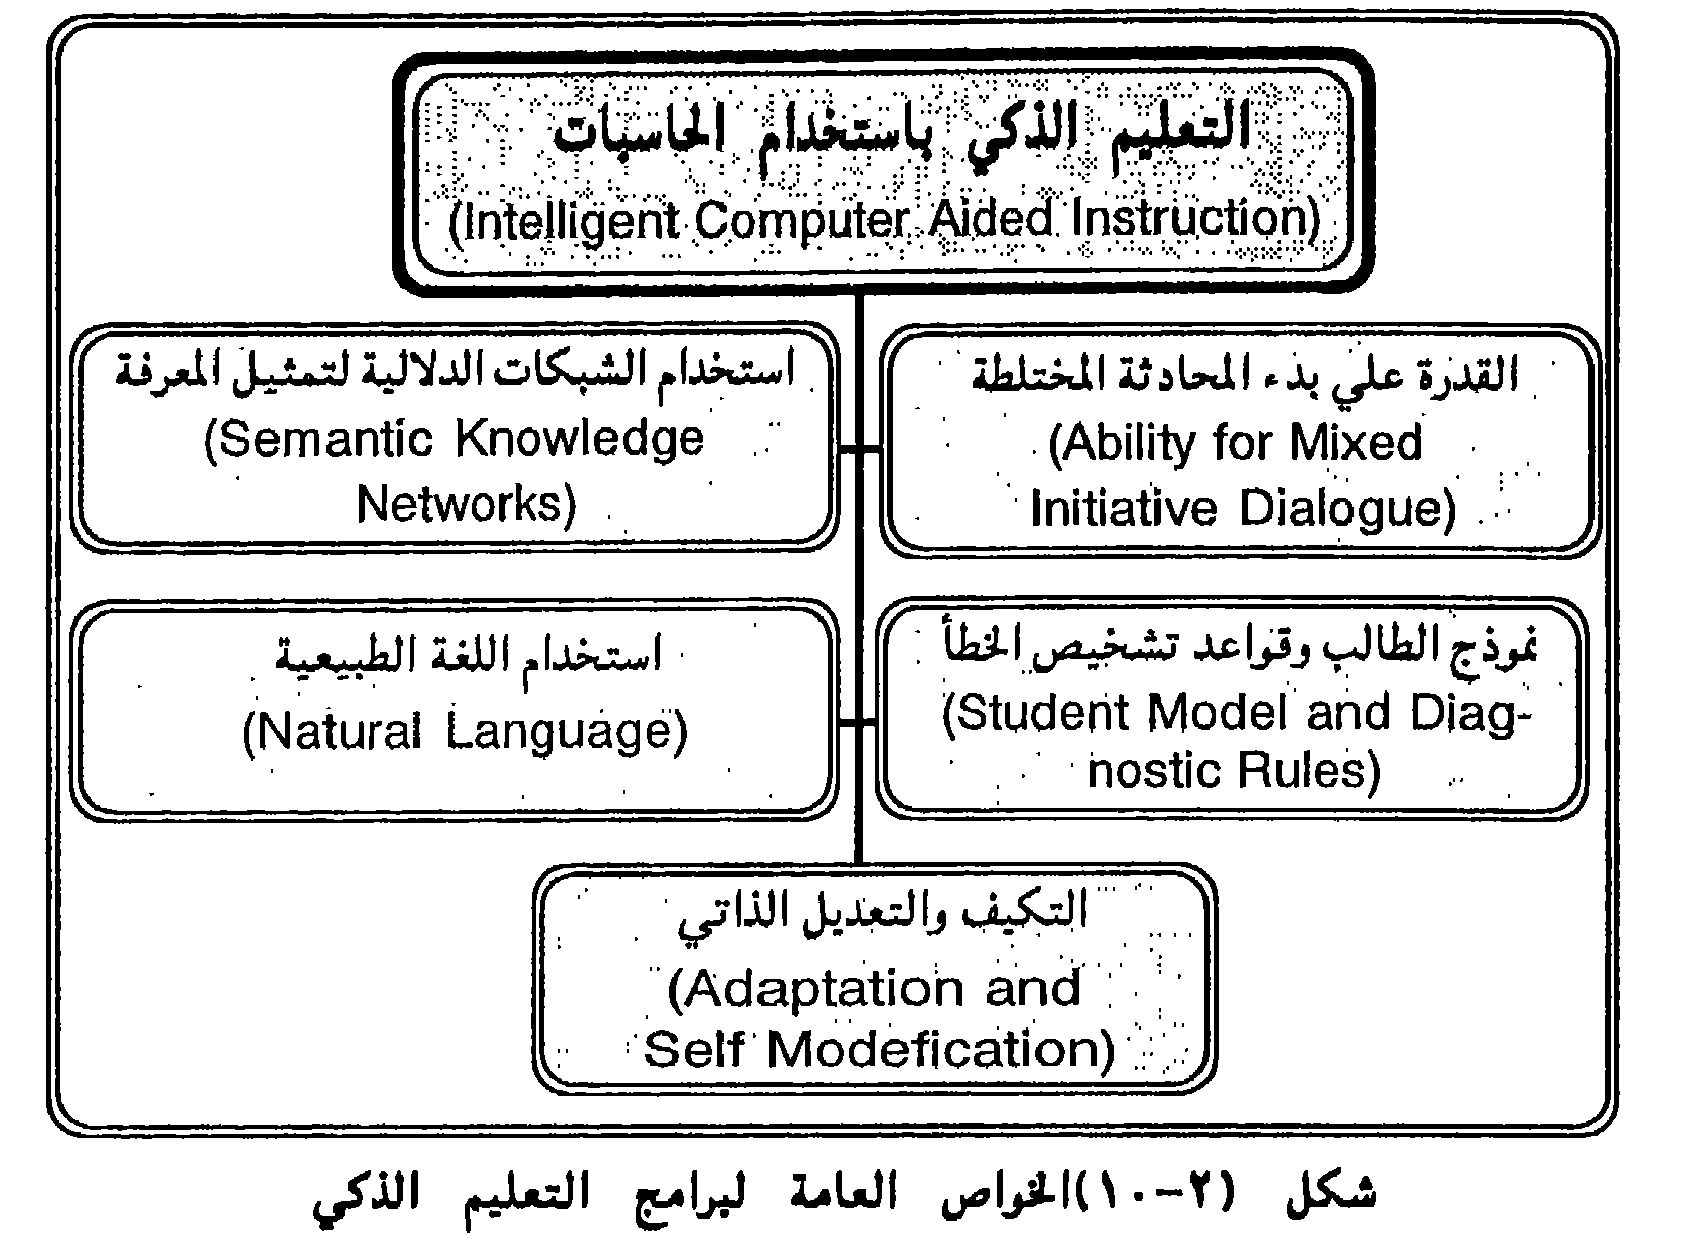 التعليم الذكي باستخدام الحاسبات
(Intelligent Computer Aided Instruction)
القدرة علي بدء المحادثة المختلطة
(Ability for Mixed
Initiative Dialogue)
استخدام الشبكات الدلالية لتمثيل المعرفة
(Semantic Knowledge
Networks)
نموذج الطالب وقواعد تشخيص الخطأ
(Student Model and Diag-
nostic Rules)
استخدام اللغة الطبيعية
(Natural Language)
التكيف والتعديل الذاتي
(Adaptation and
Self Modefication)
شكل (٢-١٠)الخواص العامة لبرامج التعليم الذكي